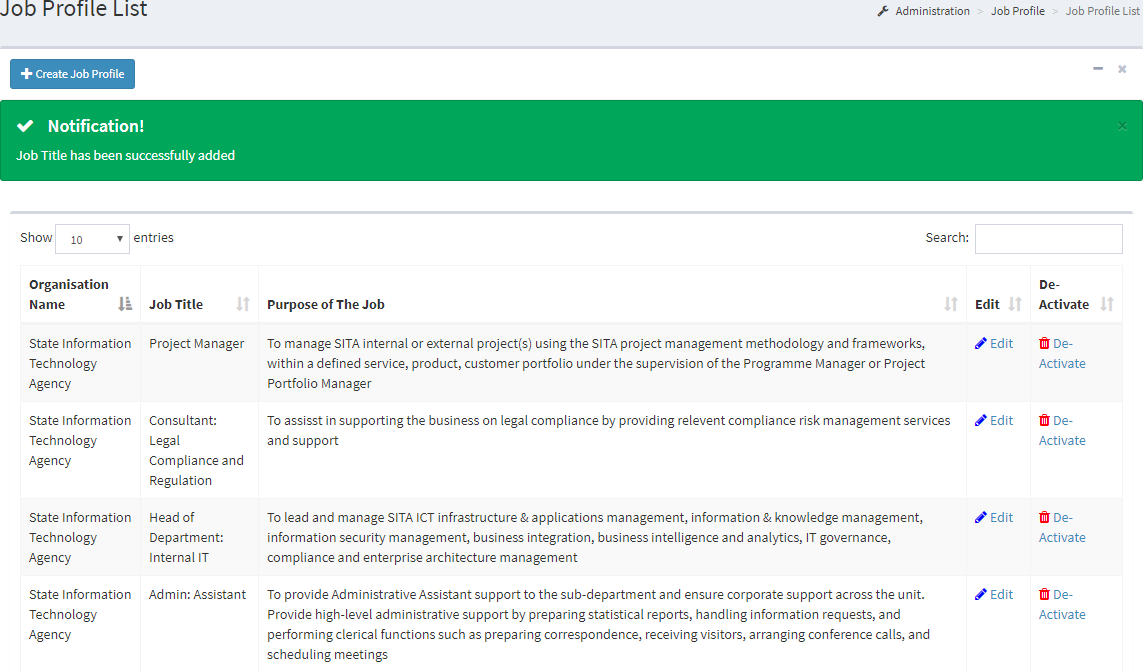 Job Profile List
Administration > Job Profile > Job Profile List
Create Job Profile
Notification!
Job Title has been successfully added
Show 10 entries
Search:
Organisation Name
Job Title
Purpose of The Job
Edit
De-Activate
State Information
Technology
Agency
Project Manager
To manage SITA internal or external project(s) using the SITA project management methodology and frameworks,
within a defined service, product, customer portfolio under the supervision of the Programme Manager or Project
Portfolio Manager
Edit
De-
Activate
State Information
Technology
Agency
Consultant:
Legal
Compliance and
Regulation
To assisst in supporting the business on legal compliance by providing relevent compliance risk management services
and support
Edit
De-
Activate
State Information
Technology
Agency
Head of
Department:
Internal IT
To lead and manage SITA ICT infrastructure & applications management, information & knowledge management,
information security management, business integration, business intelligence and analytics, IT governance,
compliance and enterprise architecture management
Edit
De-
Activate
State Information
Technology
Agency
Admin: Assistant
To provide Administrative Assistant support to the sub-department and ensure corporate support across the unit.
Provide high-level administrative support by preparing statistical reports, handling information requests, and
performing clerical functions such as preparing correspondence, receiving visitors, arranging conference calls, and
scheduling meetings
Edit
De-
Activate